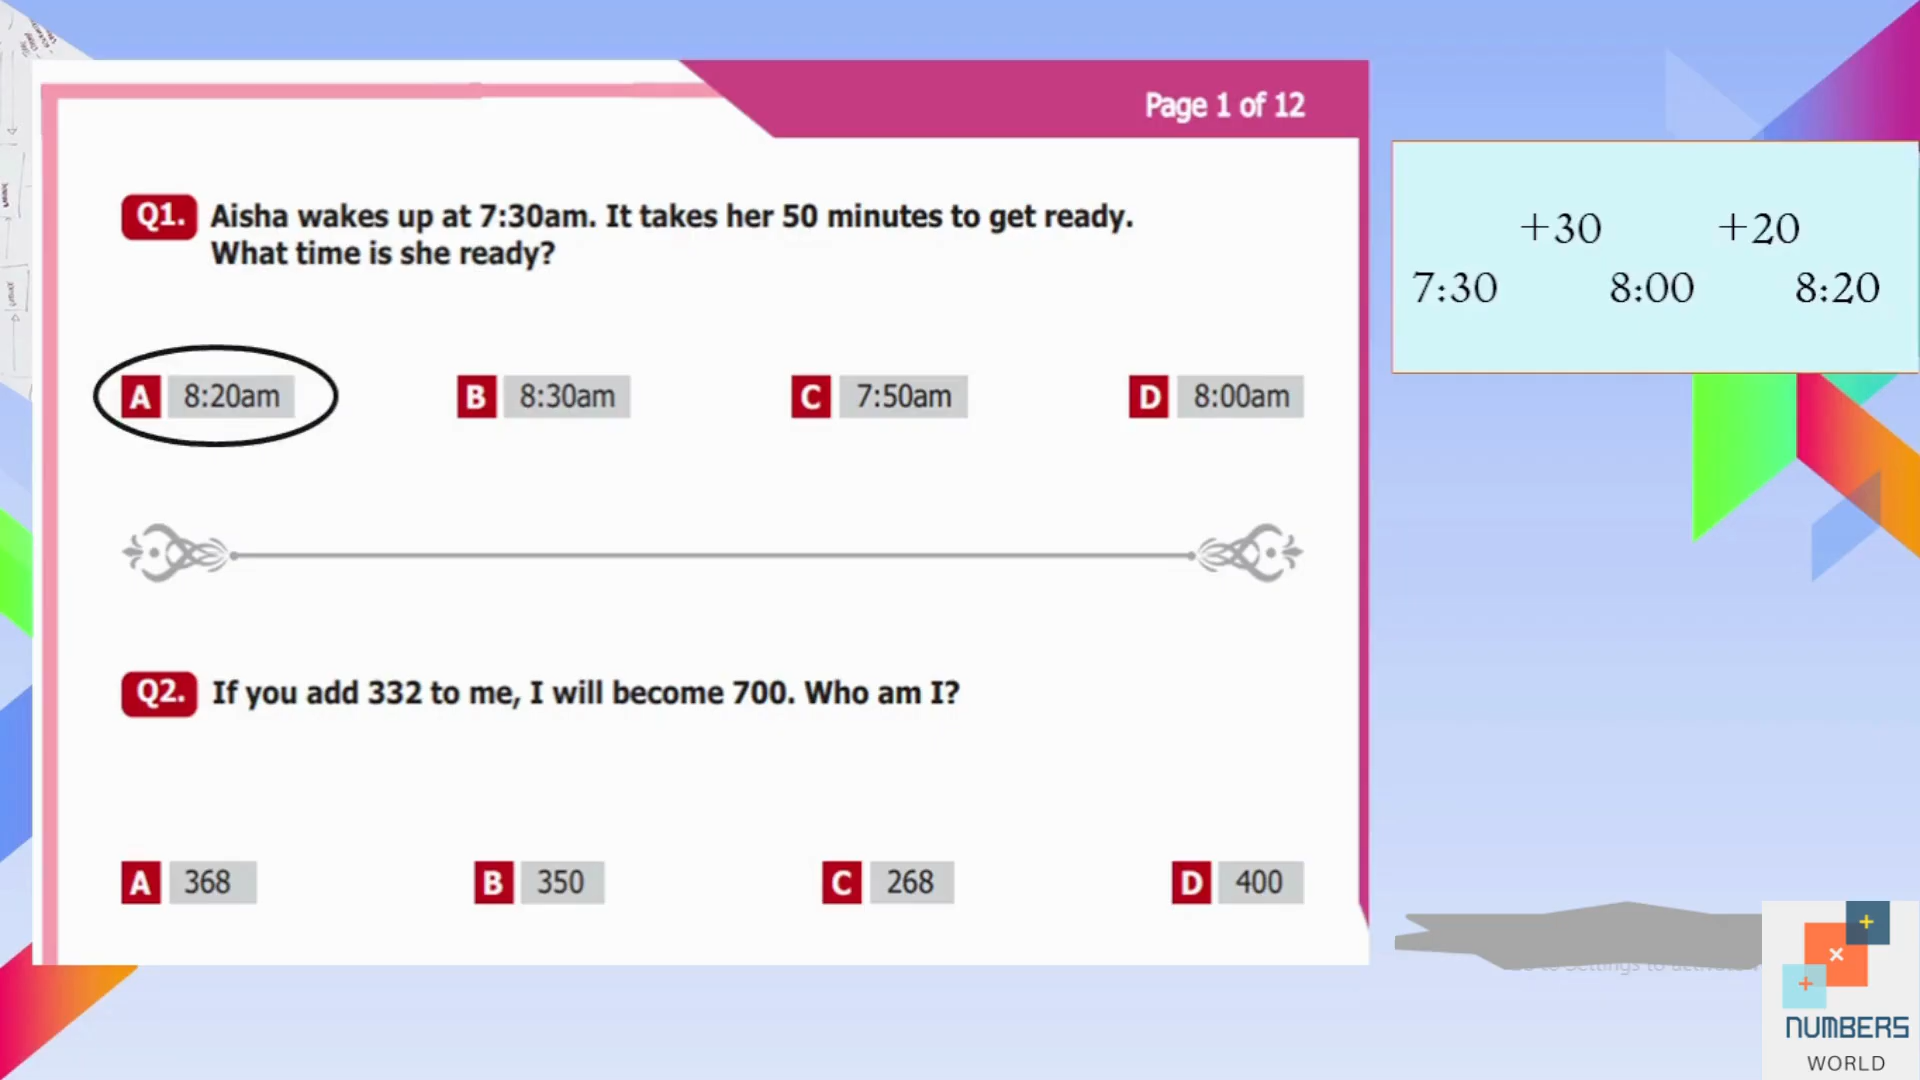 Page 1 of 12
Q1. Aisha wakes up at 7:30am. It takes her 50 minutes to get ready.
What time is she ready?
A 8:20am B 8:30am C 7:50am D 8:00am
+30 +20
7:30 8:00 8:20
Q2. If you add 332 to me, I will become 700. Who am I?
A 368 B 350 C 268 D 400
NUMBERS
WORLD